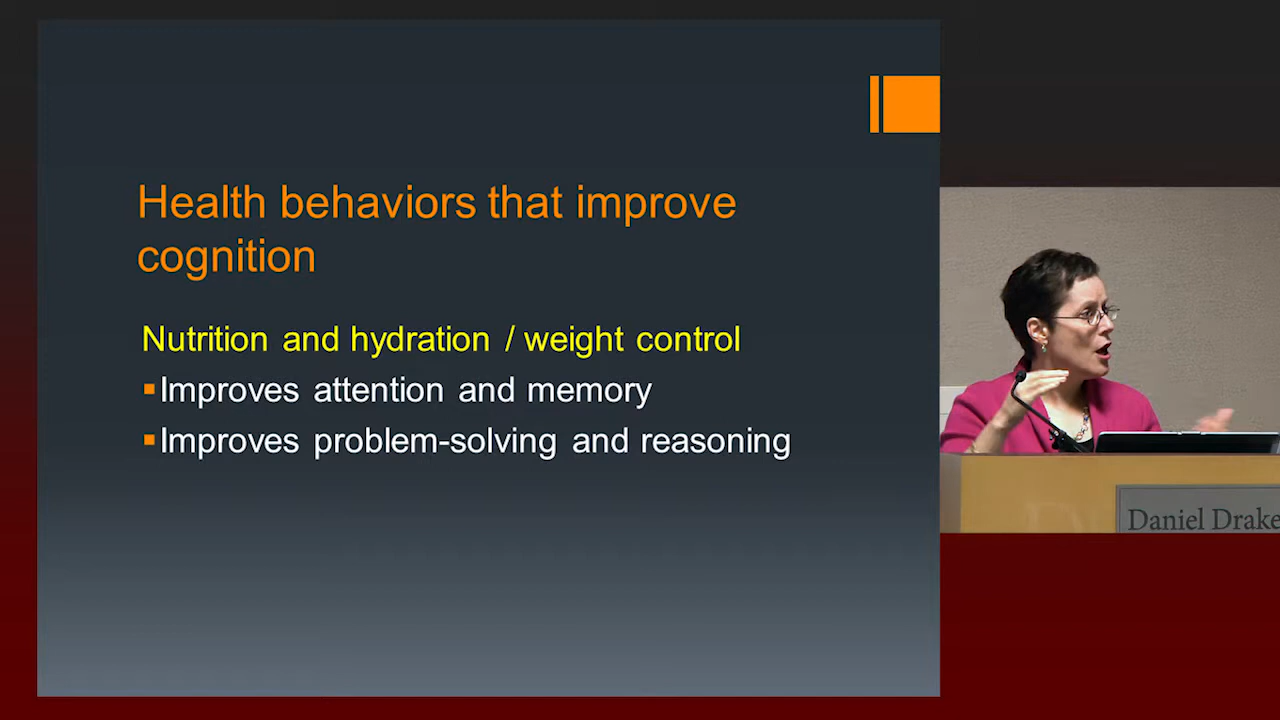 Health behaviors that improve
cognition
Nutrition and hydration / weight control
▪Improves attention and memory
▪Improves problem-solving and reasoning
Daniel Drake